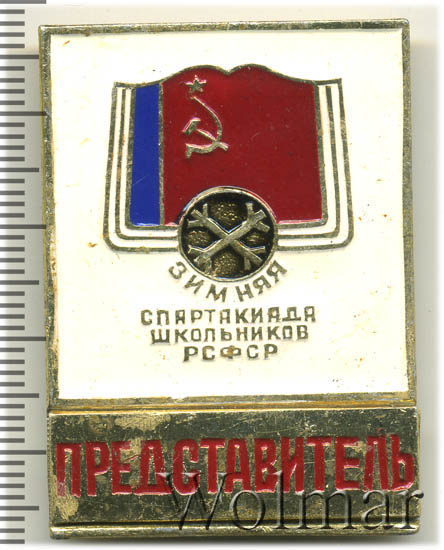 ЗИМНЯЯ
СПАРТАКИАДА
ШКОЛЬНИКОВ
РСФСР
ПРЕДСТАВИТЕЛЬ
Wolmar